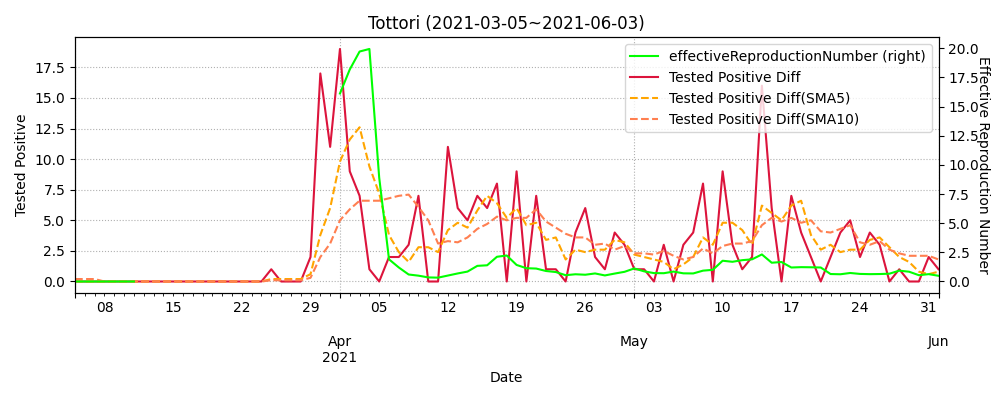 Tottori (2021-03-05~2021-06-03)
effectiveReproductionNumber (right)
Tested Positive Diff
Tested Positive Diff(SMA5)
Tested Positive Diff(SMA10)
Tested Positive
17.5
15.0
12.5
10.0
7.5
5.0
2.5
0.0
Effective Reproduction Number
20.0
17.5
15.0
12.5
10.0
7.5
5.0
2.5
0.0
08 15 22 29 05 12 19 26 03 10 17 24 31
Apr May Jun
2021
Date